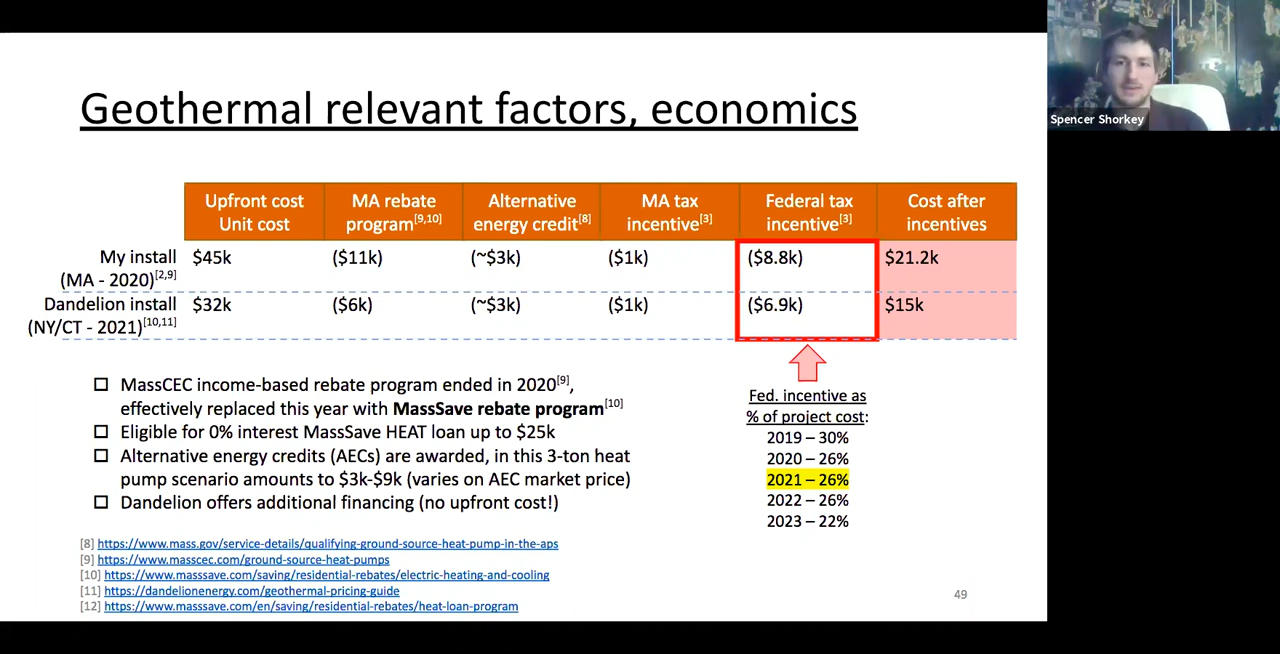 Geothermal relevant factors, economics
Spencer Shorkey
Upfront cost Unit cost
MA rebate program[9,10]
Alternative energy credit[8]
MA tax incentive[3]
Federal tax incentive[3]
Cost after incentives
My install (MA - 2020)[2,9]
$45k
($11k)
(~$3k)
($1k)
($8.8k)
$21.2k
Dandelion install (NY/CT - 2021)[10,11]
$32k
($6k)
(~$3k)
($1k)
($6.9k)
$15k
☐ MassCEC income-based rebate program ended in 2020[9],
effectively replaced this year with MassSave rebate program[10]
☐ Eligible for 0% interest MassSave HEAT loan up to $25k
☐ Alternative energy credits (AECs) are awarded, in this 3-ton heat
pump scenario amounts to $3k-$9k (varies on AEC market price)
☐ Dandelion offers additional financing (no upfront cost!)
Fed. incentive as
% of project cost:
2019 – 30%
2020 – 26%
2021 – 26%
2022 – 26%
2023 – 22%
[8] https://www.mass.gov/service-details/qualifying-ground-source-heat-pump-in-the-aps
[9] https://www.masscec.com/ground-source-heat-pumps
[10] https://www.masssave.com/saving/residential-rebates/electric-heating-and-cooling
[11] https://dandelionenergy.com/geothermal-pricing-guide
[12] https://www.masssave.com/en/saving/residential-rebates/heat-loan-program
49